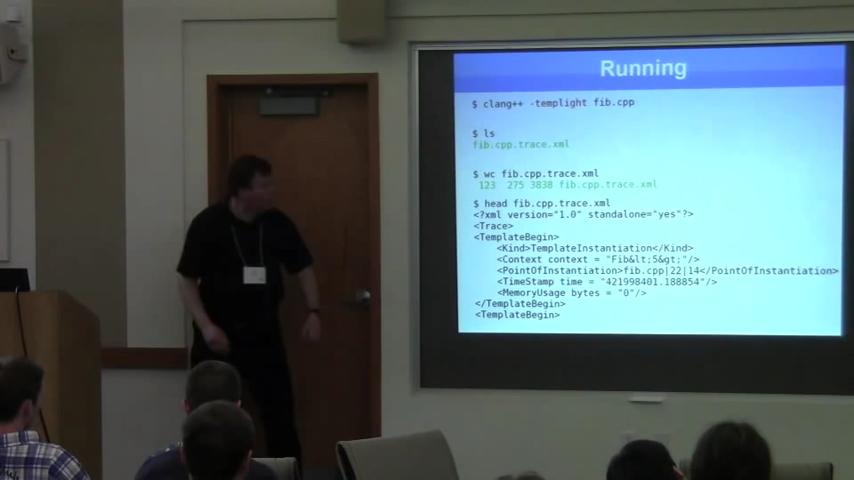 Running
$ clang++ -templight fib.cpp
$ ls
fib.cpp.trace.xml
$ wc fib.cpp.trace.xml
123 275 3838 fib.cpp.trace.xml
$ head fib.cpp.trace.xml
<?xml version="1.0" standalone="yes"?>
<Trace>
<TemplateBegin>
<Kind>TemplateInstantiation</Kind>
<Context context = "Fib&lt;5&gt;"/>
<PointOfInstantiation>fib.cpp|22|14</PointOfInstantiation>
<TimeStamp time = "421998401.188854"/>
<MemoryUsage bytes = "0"/>
</TemplateBegin>
<TemplateBegin>